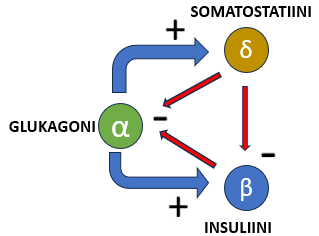 SOMATOSTATIINI
+
δ
GLUKAGONI
α
-
-
β
+
INSULIINI